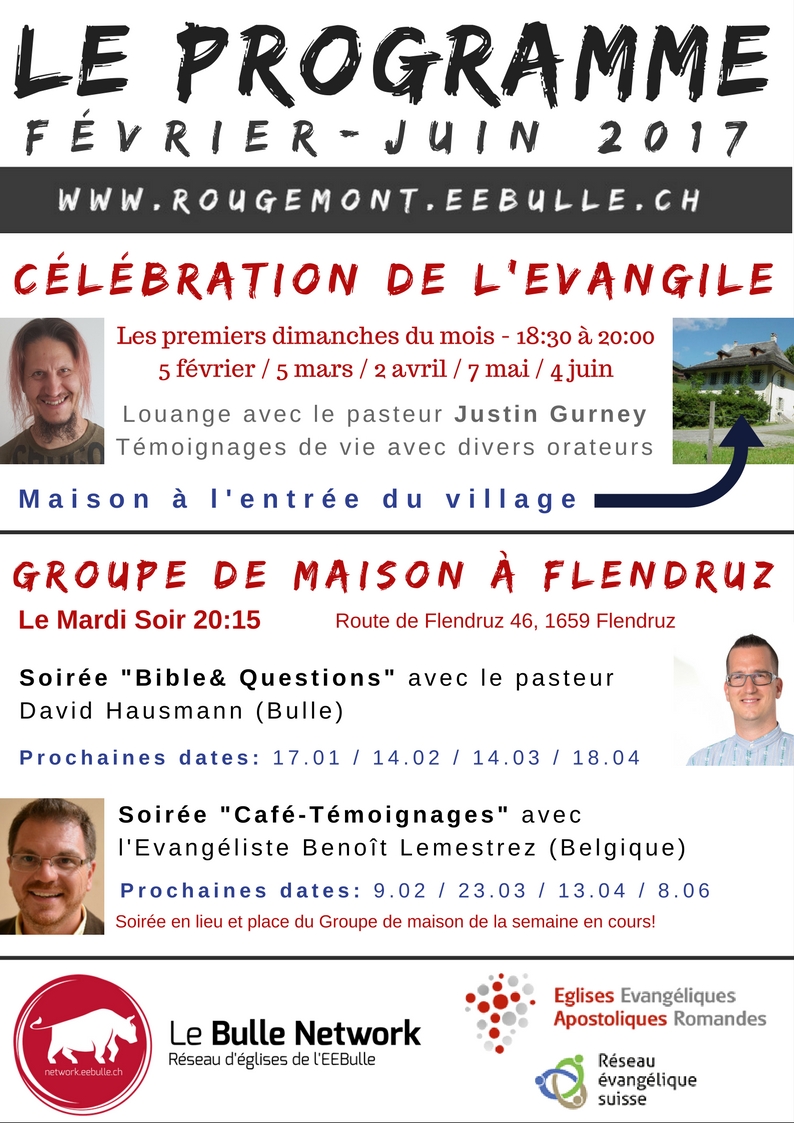 LE PROGRAMME
FÉVRIER-JUIN 2017
WWW.ROUGEMONT.EEBULLE.CH
CÉLÉBRATION DE L'EVANGILE
Les premiers dimanches du mois - 18:30 à 20:00
5 février / 5 mars / 2 avril / 7 mai / 4 juin
Louange avec le pasteur Justin Gurney
Témoignages de vie avec divers orateurs
Maison à l'entrée du village
GROUPE DE MAISON À FLENDRUZ
Le Mardi Soir 20:15
Route de Flendruz 46, 1659 Flendruz
Soirée "Bible& Questions" avec le pasteur
David Hausmann (Bulle)
Prochaines dates: 17.01 / 14.02 / 14.03 / 18.04
Soirée "Café-Témoignages" avec
l'Evangéliste Benoît Lemestrez (Belgique)
Prochaines dates: 9.02 / 23.03 / 13.04 / 8.06
Soirée en lieu et place du Groupe de maison de la semaine en cours!
network.eebulle.ch
Le Bulle Network
Réseau d'églises de l'EEBulle
Eglises Evangéliques
Apostoliques Romandes
Réseau
évangélique
suisse